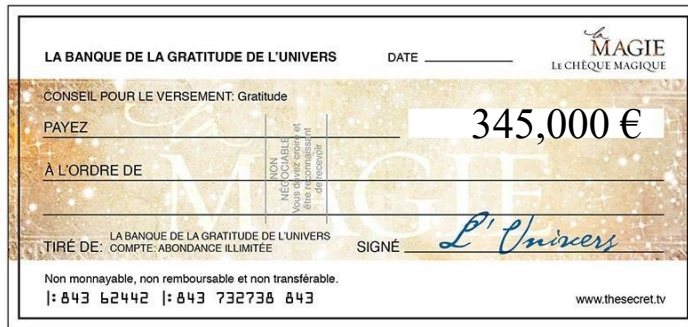 la
MAGIE
LE CHÈQUE MAGIQUE
LA BANQUE DE LA GRATITUDE DE L'UNIVERS DATE
CONSEIL POUR LE VERSEMENT: Gratitude
PAYEZ
345,000 €
À L'ORDRE DE
NON
NÉGOCIABLE
Vous devez croire et
être reconnaissant
de recevoir
la
MAGIE
TIRÉ DE: LA BANQUE DE LA GRATITUDE DE L'UNIVERS
COMPTE: ABONDANCE ILLIMITÉE
SIGNÉ L'Univers
Non monnayable, non remboursable et non transférable.
|: 843 62442 |: 843 732738 843
www.thesecret.tv